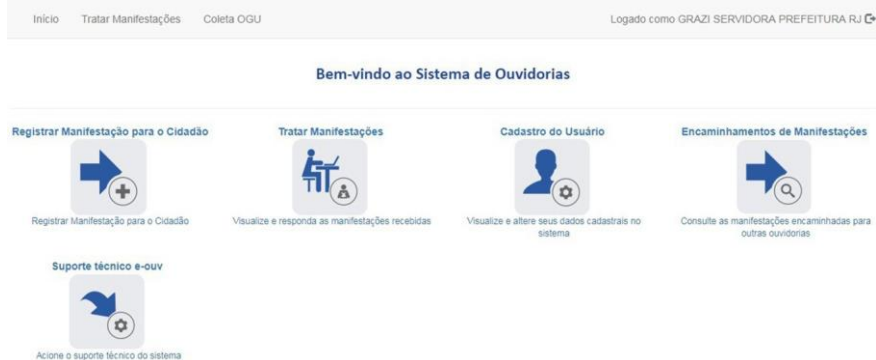 Início Tratar Manifestações Coleta OGU Logado como GRAZI SERVIDORA PREFEITURA RJ
Bem-vindo ao Sistema de Ouvidorias
Registrar Manifestação para o Cidadão
Registrar Manifestação para o Cidadão
Tratar Manifestações
Visualize e responda as manifestações recebidas
Cadastro do Usuário
Visualize e altere seus dados cadastrais no
sistema
Encaminhamentos de Manifestações
Consulte as manifestações encaminhadas para
outras ouvidorias
Suporte técnico e-ouv
Acione o suporte técnico do sistema